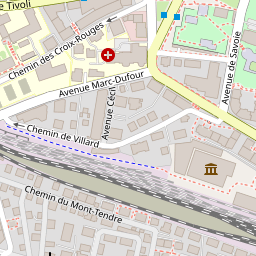 Tivoli
Chemin des Croix-Rouges
Avenue de Savoie
Avenue Marc-Dufour
Avenue Cécil
Chemin de Villard
Chemin du Mont-Tendre